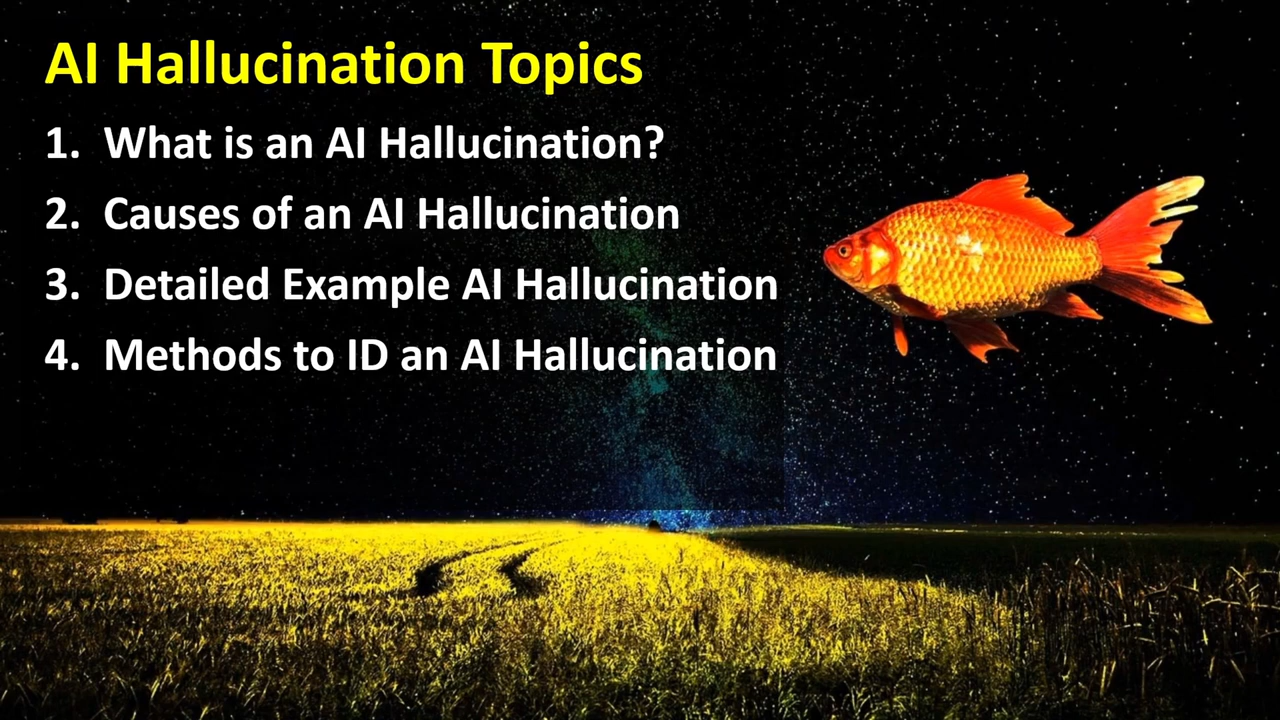 AI Hallucination Topics
1. What is an AI Hallucination?
2. Causes of an AI Hallucination
3. Detailed Example AI Hallucination
4. Methods to ID an AI Hallucination